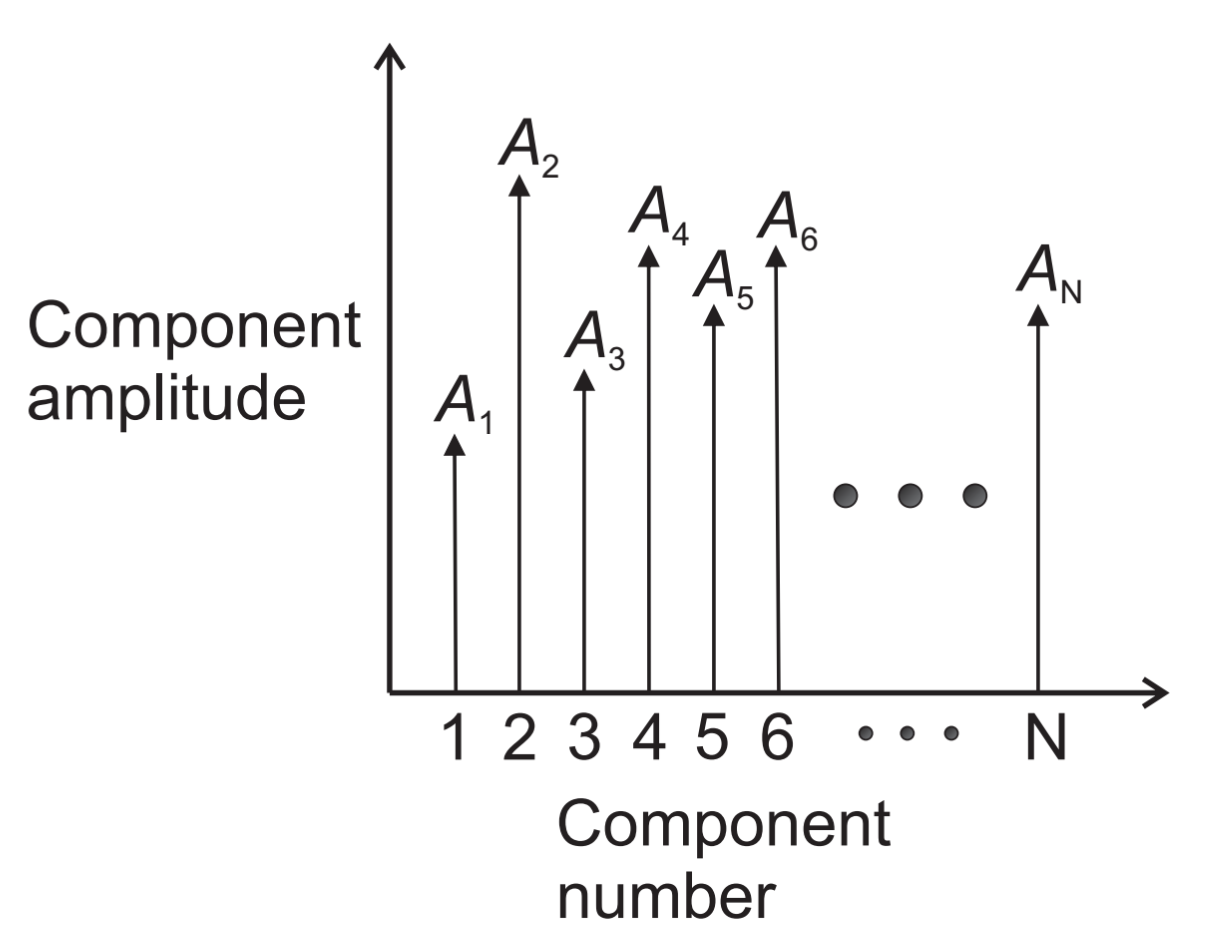 A2
A4
A6
A5
AN
A3
A1
Component
amplitude
1 2 3 4 5 6 • • • N
Component
number